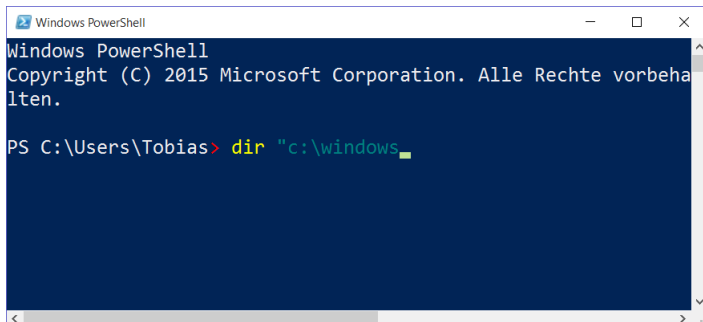 Windows PowerShell
Windows PowerShell
Copyright (C) 2015 Microsoft Corporation. Alle Rechte vorbeha
lten.
PS C:\Users\Tobias> dir "c:\windows